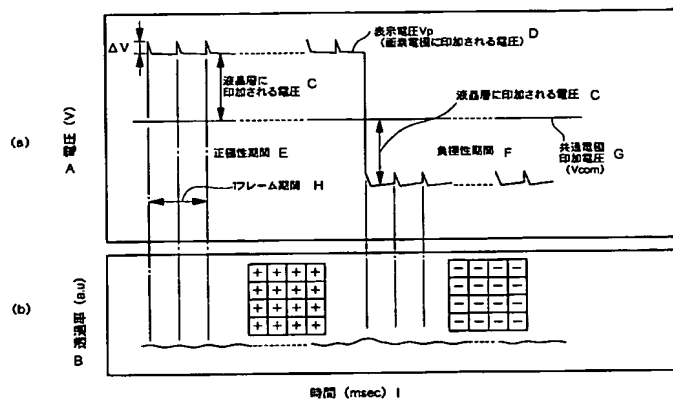 ΔV
表示電圧Vp D
(画素電極に印加される電圧)
液晶層に
印加される電圧 C
液晶層に印加される電圧 C
(a)
電圧 (V)
A
正極性期間 E
負極性期間 F
共通電極 G
印加電圧
(Vcom)
1フレーム期間 H
(b)
透過率 (a.u)
B
+ + + +
+ + + +
+ + + +
+ + + +
− − − −
− − − −
− − − −
− − − −
時間 (msec) I